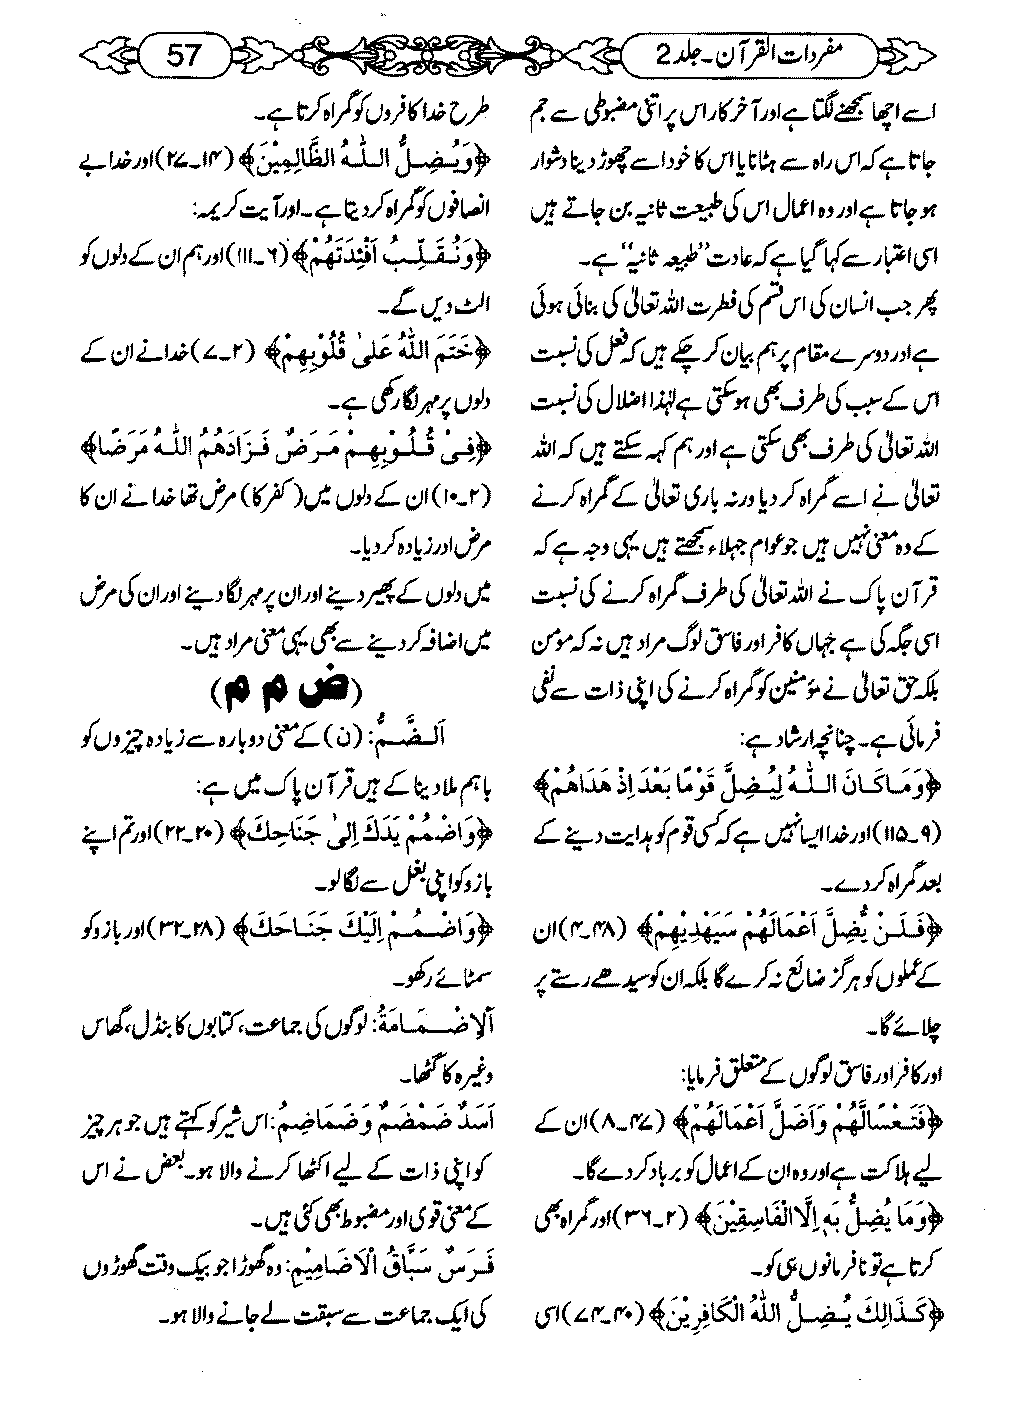 مفردات القرآن۔جلد 2
57
اسے اچھا سمجھنے لگتا ہے اور آخر کار اس پر اتنی مضبوطی سے جم
جاتا ہے کہ اس راہ سے ہٹانا یا اس کا خود اسے چھوڑ دینا دشوار
ہو جاتا ہے اور وہ اعمال اس کی طبیعت ثانیہ بن جاتے ہیں
اسی اعتبار سے کہا گیا ہے کہ عادت ”طبیعہ ثانیہ“ ہے۔
پھر جب انسان کی اس قسم کی فطرت اللہ تعالیٰ کی بنائی ہوئی
ہے اور دوسرے مقام پر ہم بیان کر چکے ہیں کہ فعل کی نسبت
اس کے سبب کی طرف بھی ہو سکتی ہے لہٰذا اضلال کی نسبت
اللہ تعالیٰ کی طرف بھی سکتی ہے اور ہم کہہ سکتے ہیں کہ اللہ
تعالیٰ نے اسے گمراہ کر دیا ورنہ باری تعالیٰ کے گمراہ کرنے
کے وہ معنی نہیں ہیں جو عوام جہلاء سمجھتے ہیں یہی وجہ ہے کہ
قرآن پاک نے اللہ تعالیٰ کی طرف گمراہ کرنے کی نسبت
اسی جگہ کی ہے جہاں کافر اور فاسق لوگ مراد ہیں نہ کہ مؤمن
بلکہ حق تعالیٰ نے مؤمنین کو گمراہ کرنے کی اپنی ذات سے نفی
فرمائی ہے۔ چنانچہ ارشاد ہے:
﴿وَمَا كَانَ اللّٰهُ لِيُضِلَّ قَوْمًا بَعْدَ اِذْ هَدَاهُمْ﴾
(۹۔۱۱۵) اور خدا ایسا نہیں ہے کہ کسی قوم کو ہدایت دینے کے
بعد گمراہ کر دے۔
﴿فَلَنْ يُّضِلَّ اَعْمَالَهُمْ سَيَهْدِيْهِمْ﴾ (۴۸۔۴) ان
کے عملوں کو ہرگز ضائع نہ کرے گا بلکہ ان کو سیدھے رستے پر
چلائے گا۔
اور کافر اور فاسق لوگوں کے متعلق فرمایا:
﴿فَتَعْسًا لَّهُمْ وَاَضَلَّ اَعْمَالَهُمْ﴾ (۴۷۔۸) ان کے
لیے ہلاکت ہے اور وہ ان کے اعمال کو برباد کر دے گا۔
﴿وَمَا يُضِلُّ بِهٖ اِلَّا الْفَاسِقِيْنَ﴾ (۲۔۳۶) اور گمراہ بھی
کرتا ہے تو نافرمانوں ہی کو۔
﴿كَذَالِكَ يُضِلُّ اللّٰهُ الْكَافِرِيْنَ﴾ (۴۰۔۷۴) اسی
طرح خدا کافروں کو گمراہ کرتا ہے۔
﴿وَيُضِلُّ اللّٰهُ الظَّالِمِيْنَ﴾ (۱۴۔۲۷) اور خدا بے
انصافوں کو گمراہ کر دیتا ہے۔ اور آیت کریمہ:
﴿وَنُقَلِّبُ اَفْئِدَتَهُمْ﴾ (۶۔۱۱۱) اور ہم ان کے دلوں کو
الٹ دیں گے۔
﴿خَتَمَ اللّٰهُ عَلىٰ قُلُوْبِهِمْ﴾ (۲۔۷) خدا نے ان کے
دلوں پر مہر لگا رکھی ہے۔
﴿فِىْ قُلُوْبِهِمْ مَرَضٌ فَزَادَهُمُ اللّٰهُ مَرَضًا﴾
(۲۔۱۰) ان کے دلوں میں (کفر کا) مرض تھا خدا نے ان کا
مرض اور زیادہ کر دیا۔
میں دلوں کے پھیر دینے اور ان پر مہر لگا دینے اور ان کی مرض
میں اضافہ کر دینے سے بھی یہی معنی مراد ہیں۔
(ض م م)
اَلضَّمُّ: (ن) کے معنی دو یا دو سے زیادہ چیزوں کو
باہم ملا دینا کے ہیں قرآن پاک میں ہے:
﴿وَاضْمُمْ يَدَكَ اِلىٰ جَنَاحِكَ﴾ (۲۰۔۲۲) اور تم اپنے
بازو کو اپنی بغل سے لگا لو۔
﴿وَاضْمُمْ اِلَيْكَ جَنَاحَكَ﴾ (۲۸۔۳۲) اور بازو کو
سمٹائے رکھو۔
اَلْاِضْمَامَةُ: لوگوں کی جماعت، کتابوں کا بنڈل، گھاس
وغیرہ کا گٹھا۔
اَسَدٌ ضَمْضَمٌ وَضُمَاضِمٌ: اس شیر کو کہتے ہیں جو ہر چیز
کو اپنی ذات کے لیے اکٹھا کرنے والا ہو۔ بعض نے اس
کے معنی قوی اور مضبوط بھی کئی ہیں۔
فَرَسٌ سَبَّاقُ الْاَضَامِيْمِ: وہ گھوڑا جو بیک وقت گھوڑوں
کی ایک جماعت سے سبقت لے جانے والا ہو۔